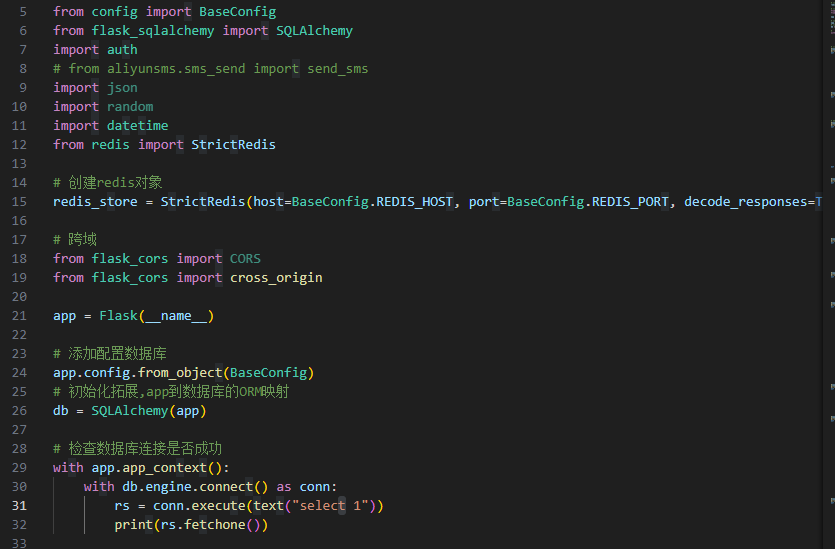 5 from config import BaseConfig
6 from flask_sqlalchemy import SQLAlchemy
7 import auth
8 # from aliyunsms.sms_send import send_sms
9 import json
10 import random
11 import datetime
12 from redis import StrictRedis
13
14 # 创建redis对象
15 redis_store = StrictRedis(host=BaseConfig.REDIS_HOST, port=BaseConfig.REDIS_PORT, decode_responses=T
16
17 # 跨域
18 from flask_cors import CORS
19 from flask_cors import cross_origin
20
21 app = Flask(__name__)
22
23 # 添加配置数据库
24 app.config.from_object(BaseConfig)
25 # 初始化拓展,app到数据库的ORM映射
26 db = SQLAlchemy(app)
27
28 # 检查数据库连接是否成功
29 with app.app_context():
30     with db.engine.connect() as conn:
31         rs = conn.execute(text("select 1"))
32         print(rs.fetchone())
33